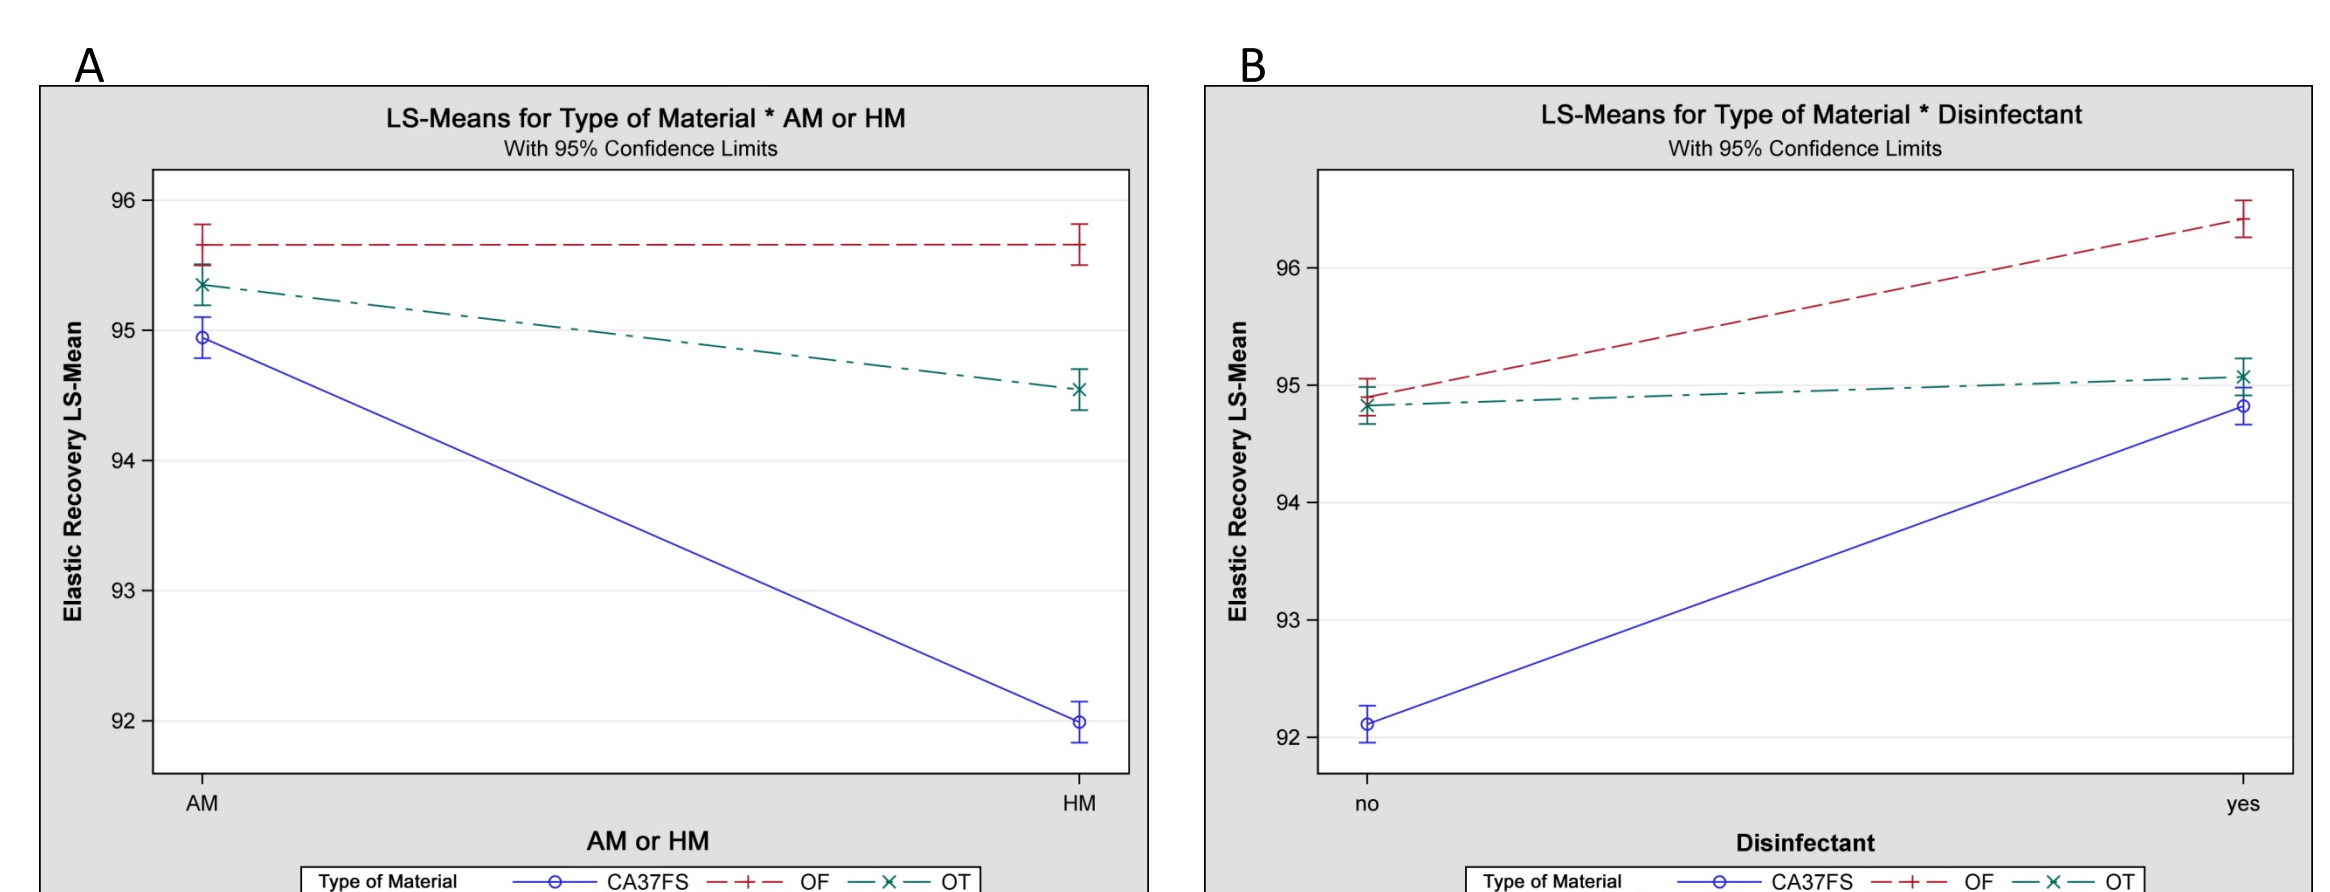 A
LS-Means for Type of Material * AM or HM
With 95% Confidence Limits
Elastic Recovery LS-Mean
96
95
94
93
92
AM
HM
AM or HM
Type of Material CA37FS OF OT
B
LS-Means for Type of Material * Disinfectant
With 95% Confidence Limits
Elastic Recovery LS-Mean
96
95
94
93
92
no
yes
Disinfectant
Type of Material CA37FS OF OT